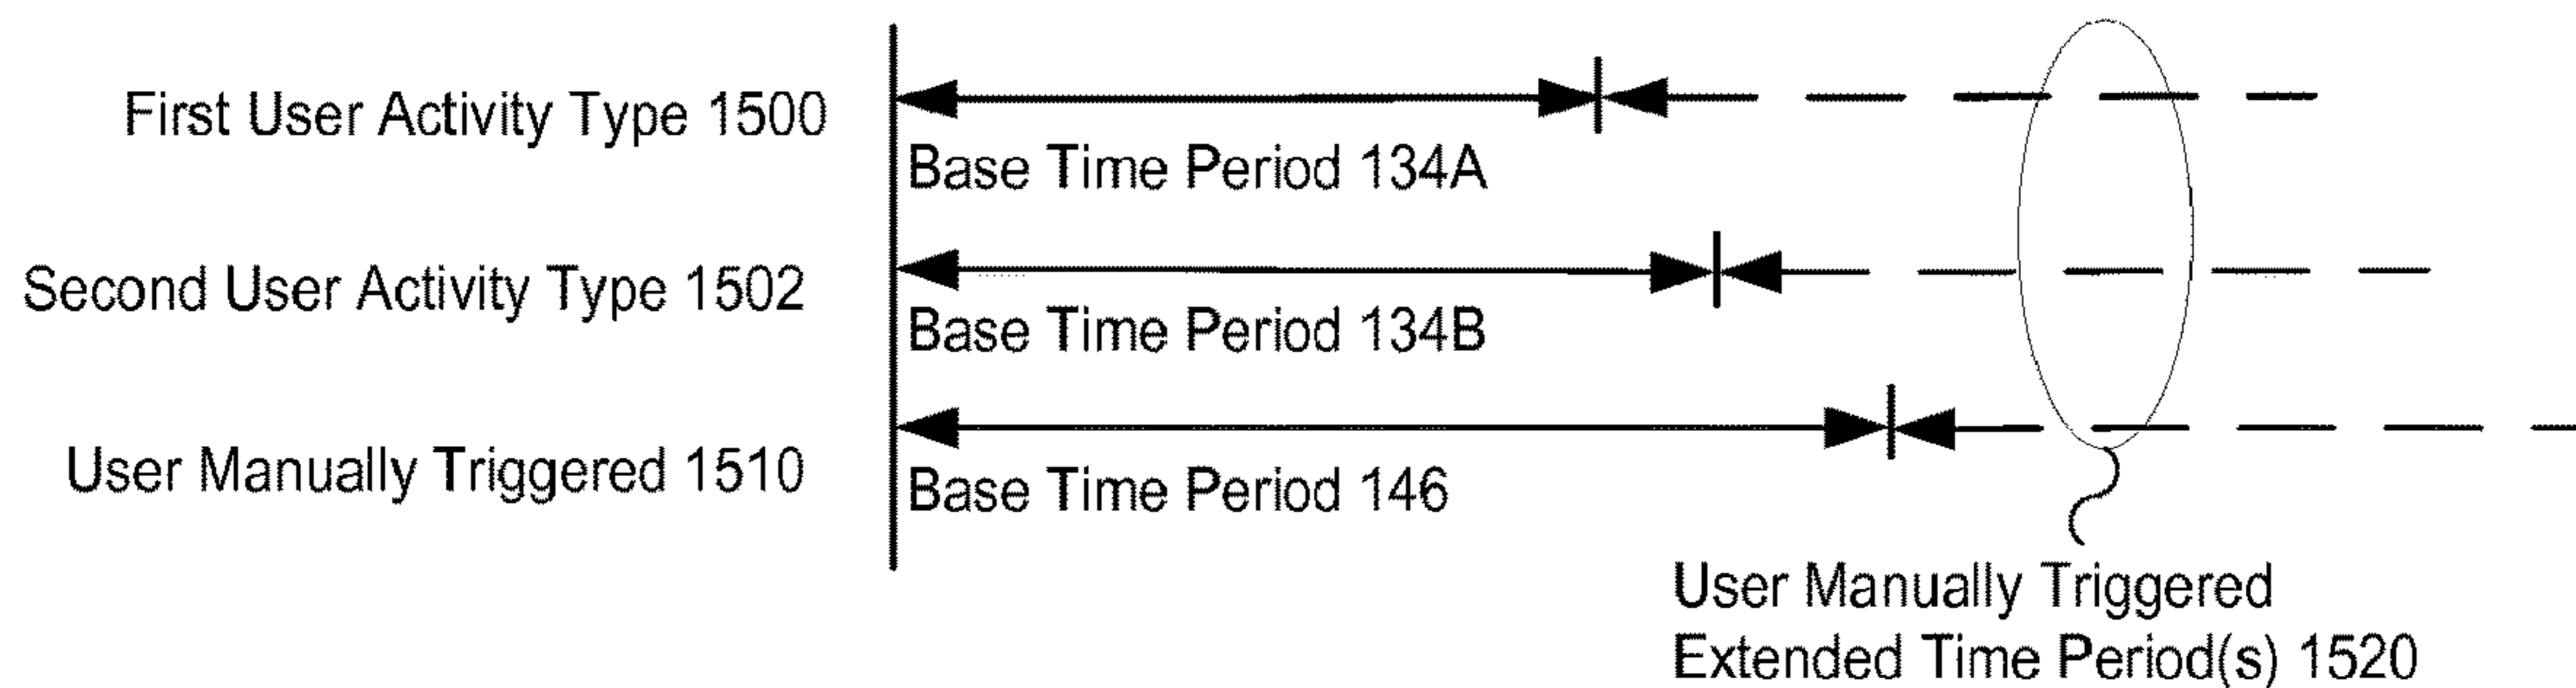 First User Activity Type 1500
Base Time Period 134A
Second User Activity Type 1502
Base Time Period 134B
User Manually Triggered 1510
Base Time Period 146
User Manually Triggered
Extended Time Period(s) 1520